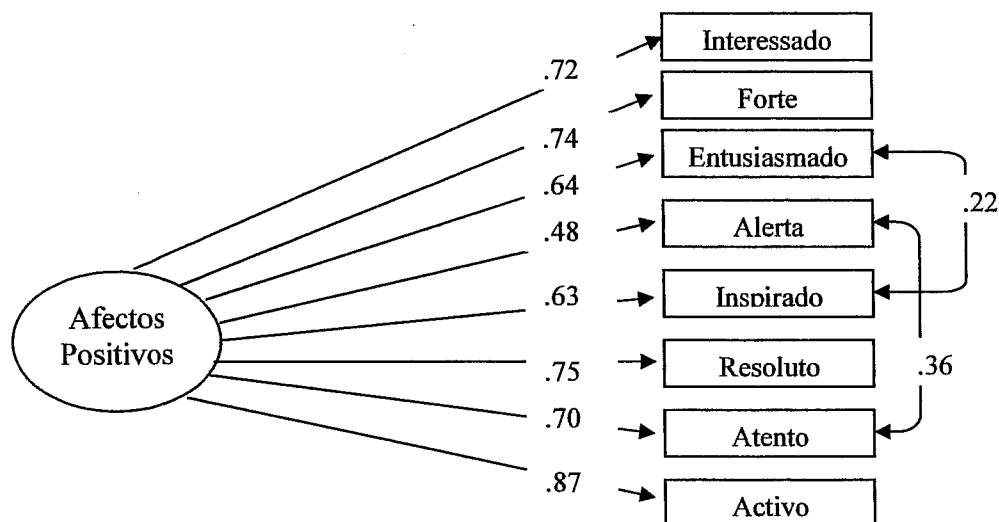 Interessado
.72
Forte
.74
Entusiasmado
.64
.22
.48
Alerta
.63
Inspirado
Afectos
Positivos
.75
Resoluto
.36
.70
Atento
.87
Activo